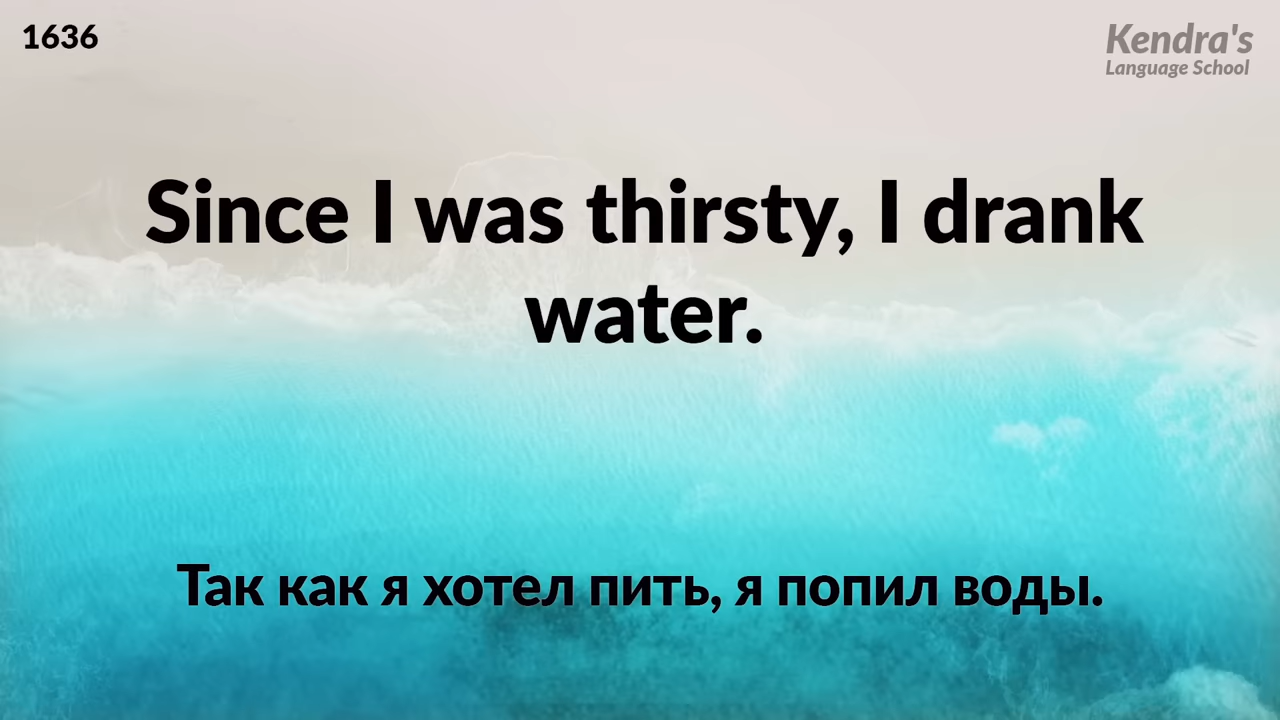 1636
Kendra's
Language School
Since I was thirsty, I drank
water.
Так как я хотел пить, я попил воды.